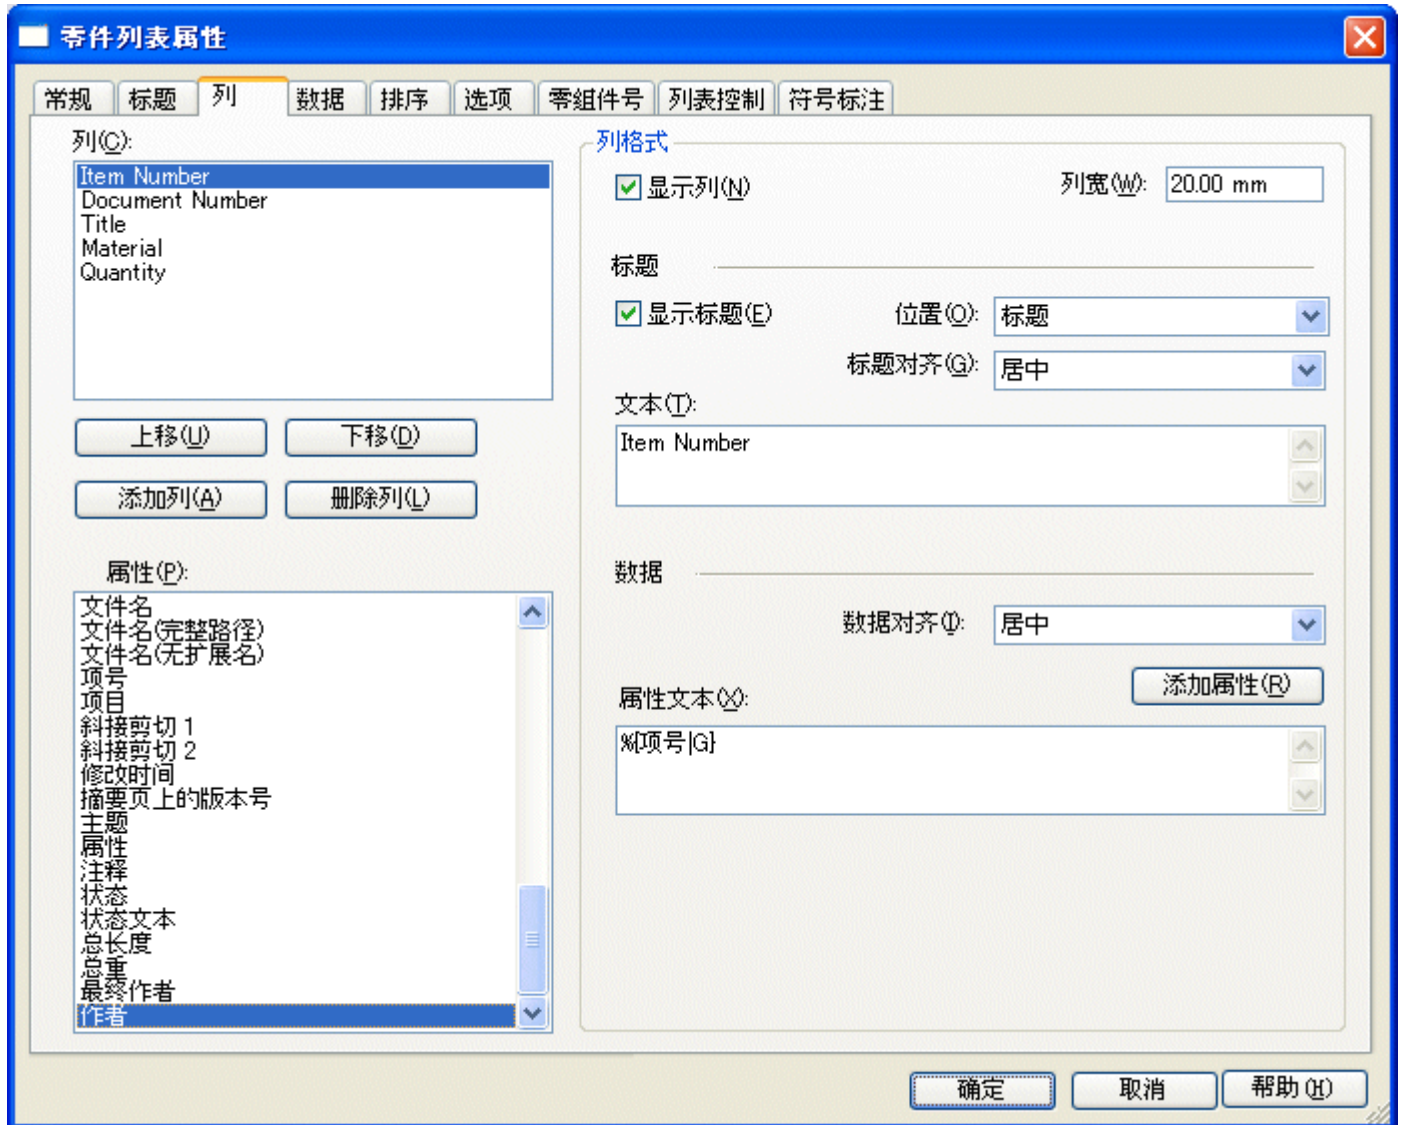 零件列表属性
常规 标题 列 数据 排序 选项 零组件号 列表控制 符号标注
列(C):
Item Number
Document Number
Title
Material
Quantity
上移(U) 下移(D)
添加列(A) 删除列(L)
属性(P):
文件名
文件名(完整路径)
文件名(无扩展名)
项号
项目
斜接剪切 1
斜接剪切 2
修改时间
摘要页上的版本号
主题
属性
注释
状态
状态文本
总长度
总重
最终作者
作者
列格式
显示列(N) 列宽(W): 20.00 mm
标题
显示标题(E) 位置(O): 标题
标题对齐(G): 居中
文本(T):
Item Number
数据
数据对齐(I): 居中
添加属性(R)
属性文本(X):
%{项号|G}
确定 取消 帮助(H)